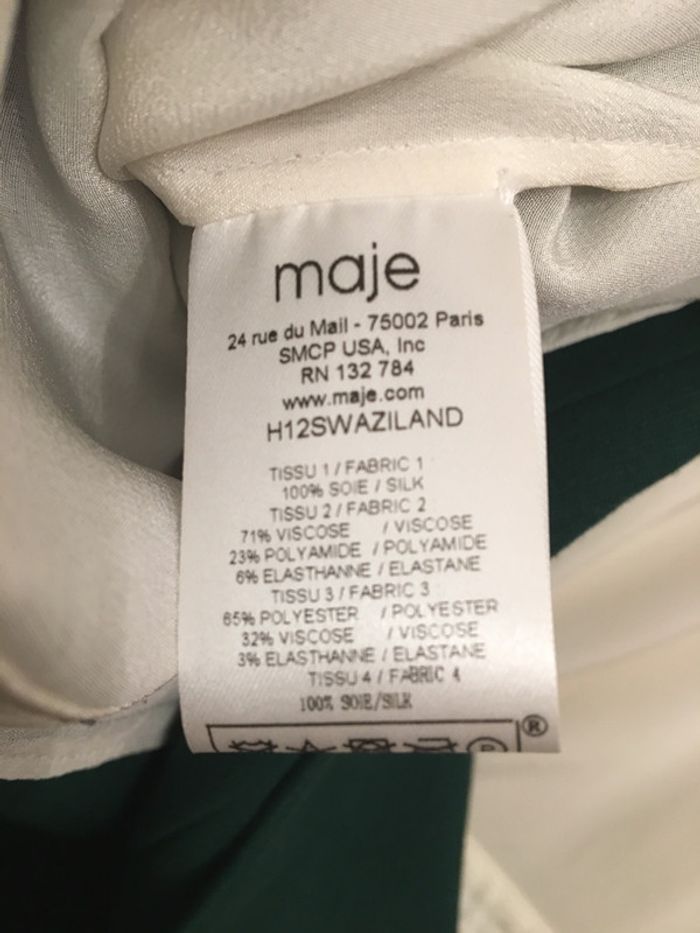 maje
24 rue du Mail - 75002 Paris
SMCP USA, Inc
RN 132 784
www.maje.com
H12SWAZILAND
TISSU 1 / FABRIC 1
100% SOIE / SILK
TISSU 2 / FABRIC 2
71% VISCOSE / VISCOSE
23% POLYAMIDE / POLYAMIDE
6% ELASTHANNE / ELASTANE
TISSU 3 / FABRIC 3
65% POLYESTER / POLYESTER
32% VISCOSE / VISCOSE
3% ELASTHANNE / ELASTANE
TISSU 4 / FABRIC 4
100% SOIE/SILK
®
P